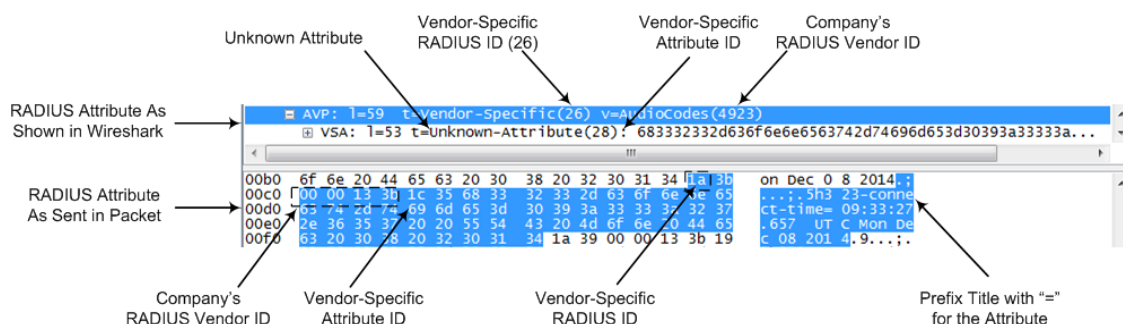 Vendor-Specific
RADIUS ID (26)
Vendor-Specific
Attribute ID
Company's
RADIUS Vendor ID
Unknown Attribute
RADIUS Attribute As
Shown in Wireshark
AVP: l=59 t=Vendor-Specific(26) v=AudioCodes(4923)
VSA: l=53 t=Unknown-Attribute(28): 683332332d636f6e6e6563742d74696d653d30393a33333a...
RADIUS Attribute
As Sent in Packet
00b0 6f 6e 20 44 65 63 20 30 38 20 32 30 31 34 1a 3b on Dec 0 8 2014.;
00c0 00 00 13 3b 1c 35 68 33 32 33 2d 63 6f 6e 6e 65 ...;.5h3 23-conne
00d0 63 74 2d 74 69 6d 65 3d 30 39 3a 33 33 3a 32 37 ct-time= 09:33:27
00e0 2e 36 35 37 20 20 55 54 43 20 4d 6f 6e 20 44 65 .657 UT C Mon De
00f0 63 20 30 38 20 32 30 31 34 1a 39 00 00 13 3b 19 c 08 201 4.9...;.
Company's
RADIUS Vendor ID
Vendor-Specific
Attribute ID
Vendor-Specific
RADIUS ID
Prefix Title with "="
for the Attribute